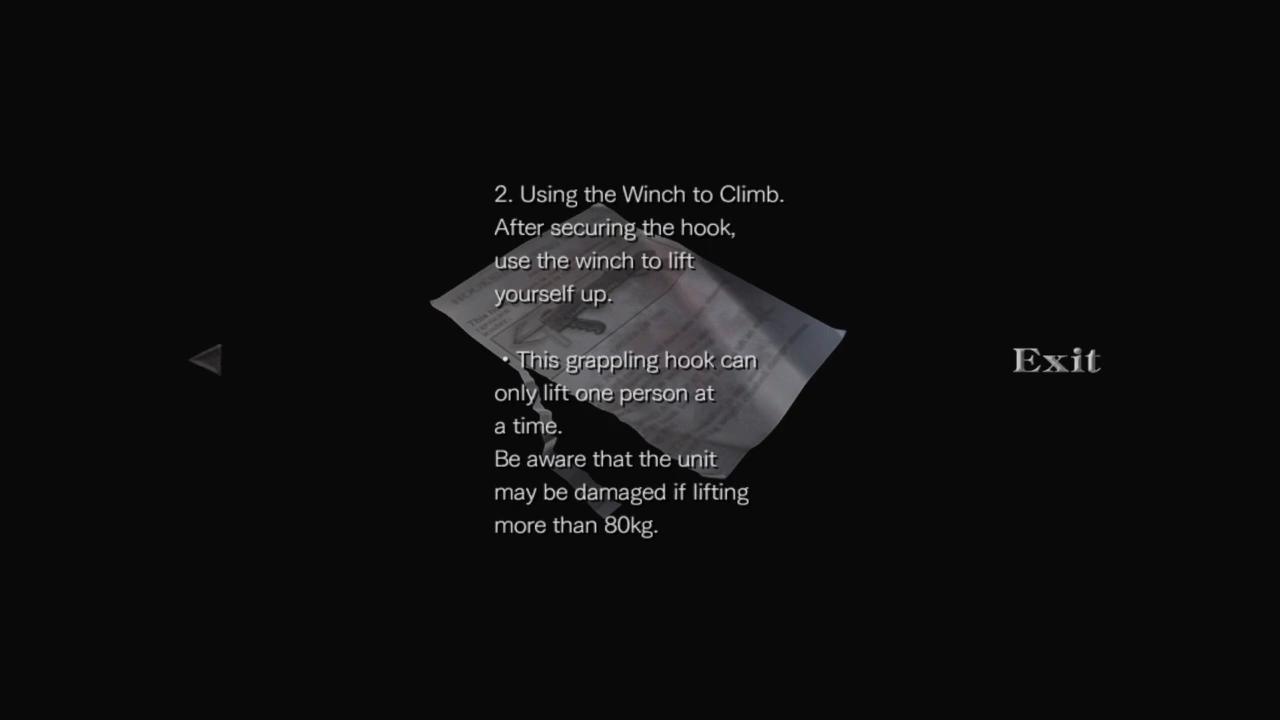 2. Using the Winch to Climb.
After securing the hook,
use the winch to lift
yourself up.
・This grappling hook can
only lift one person at
a time.
Be aware that the unit
may be damaged if lifting
more than 80kg.
Exit